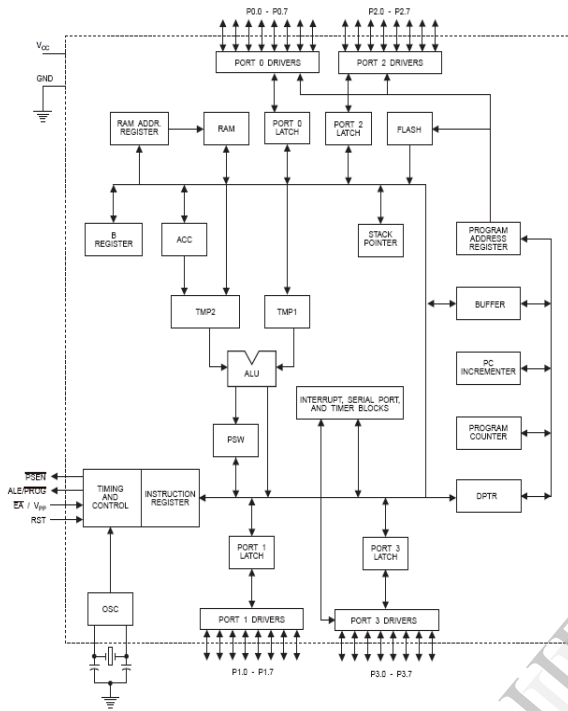 P0.0 - P0.7
P2.0 - P2.7
VCC
GND
PORT 0 DRIVERS
PORT 2 DRIVERS
RAM ADDR.
REGISTER
RAM
PORT 0
LATCH
PORT 2
LATCH
FLASH
B
REGISTER
ACC
STACK
POINTER
PROGRAM
ADDRESS
REGISTER
TMP2
TMP1
BUFFER
ALU
PC
INCREMENTER
INTERRUPT, SERIAL PORT,
AND TIMER BLOCKS
PSW
PROGRAM
COUNTER
PSEN
ALE/PROG
EA / VPP
RST
TIMING
AND
CONTROL
INSTRUCTION
REGISTER
DPTR
PORT 1
LATCH
PORT 3
LATCH
OSC
PORT 1 DRIVERS
PORT 3 DRIVERS
P1.0 - P1.7
P3.0 - P3.7